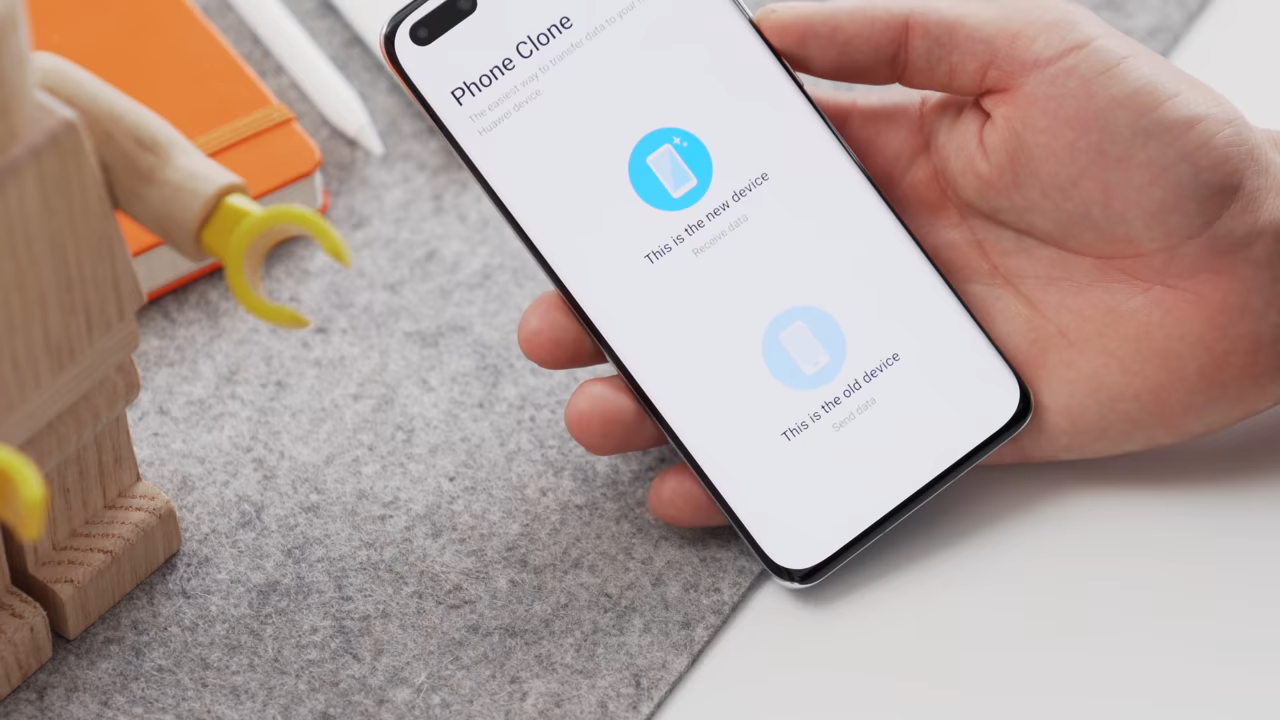 Phone Clone
The easiest way to transfer data to your
Huawei device.
This is the new device
Receive data
This is the old device
Send data